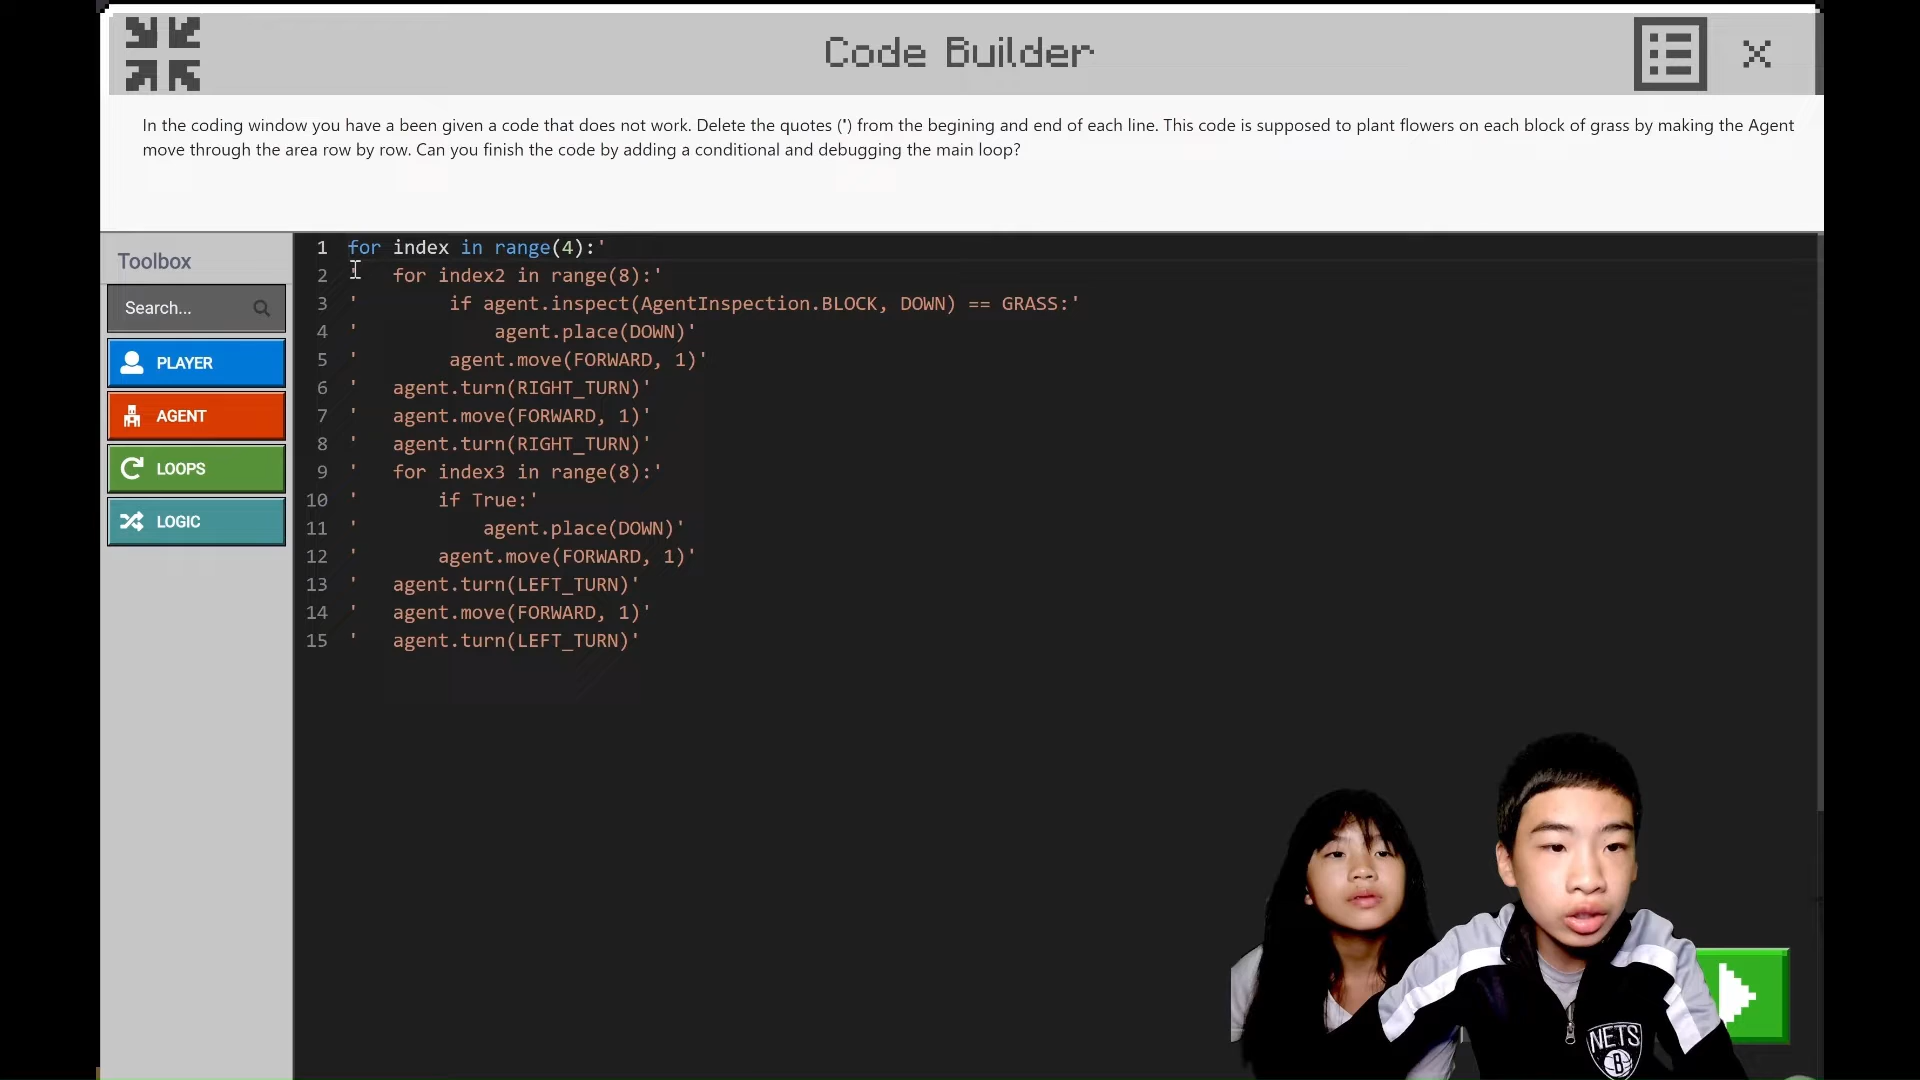 Code Builder
In the coding window you have a been given a code that does not work. Delete the quotes (') from the begining and end of each line. This code is supposed to plant flowers on each block of grass by making the Agent
move through the area row by row. Can you finish the code by adding a conditional and debugging the main loop?
Toolbox
Search...
PLAYER
AGENT
LOOPS
LOGIC
1 for index in range(4):'
2 '   for index2 in range(8):'
3 '        if agent.inspect(AgentInspection.BLOCK, DOWN) == GRASS:'
4 '            agent.place(DOWN)'
5 '        agent.move(FORWARD, 1)'
6 '   agent.turn(RIGHT_TURN)'
7 '   agent.move(FORWARD, 1)'
8 '   agent.turn(RIGHT_TURN)'
9 '   for index3 in range(8):'
10 '       if True:'
11 '           agent.place(DOWN)'
12 '       agent.move(FORWARD, 1)'
13 '   agent.turn(LEFT_TURN)'
14 '   agent.move(FORWARD, 1)'
15 '   agent.turn(LEFT_TURN)'
NETS
B